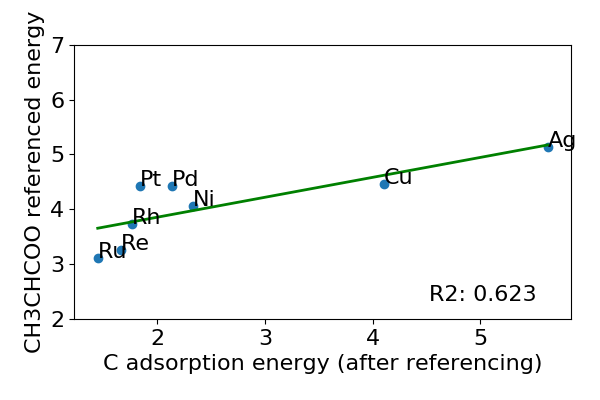 CH3CHCOO referenced energy
7
6
5
4
3
2
Ag
Pt
Pd
Cu
Ni
Rh
Re
Ru
R2: 0.623
2
3
4
5
C adsorption energy (after referencing)